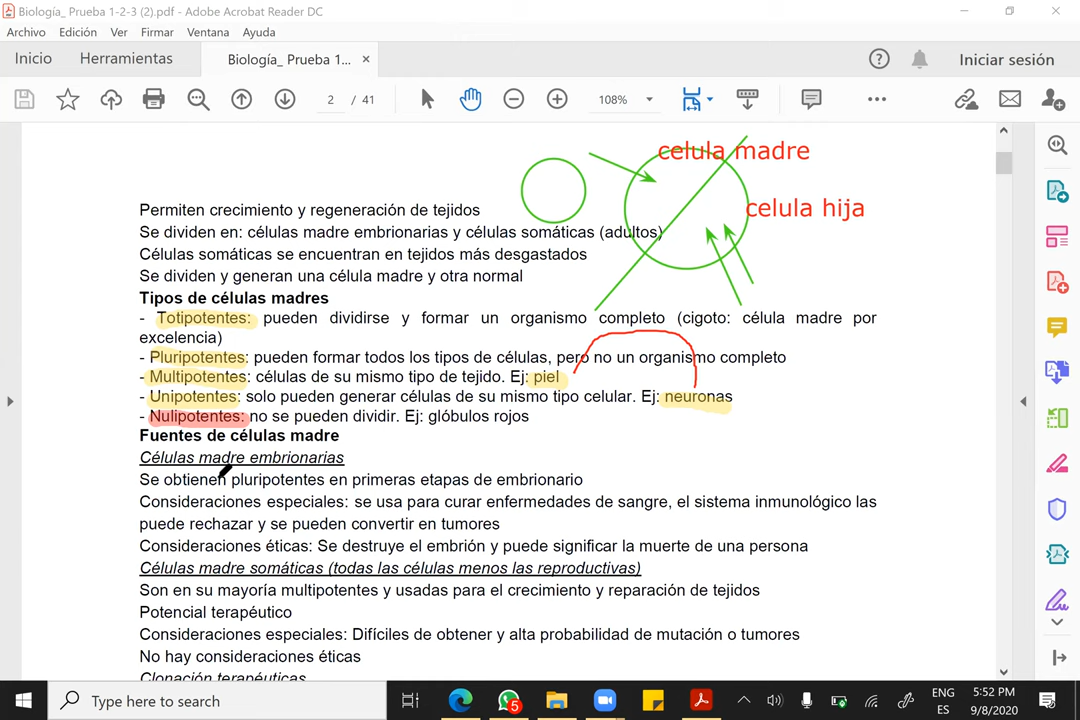 Biología_ Prueba 1-2-3 (2).pdf - Adobe Acrobat Reader DC
Archivo Edición Ver Firmar Ventana Ayuda
Inicio Herramientas Biología_ Prueba 1... × Iniciar sesión
2 / 41 108%
celula madre
celula hija
Permiten crecimiento y regeneración de tejidos
Se dividen en: células madre embrionarias y células somáticas (adultos)
Células somáticas se encuentran en tejidos más desgastados
Se dividen y generan una célula madre y otra normal
Tipos de células madres
- Totipotentes: pueden dividirse y formar un organismo completo (cigoto: célula madre por
excelencia)
- Pluripotentes: pueden formar todos los tipos de células, pero no un organismo completo
- Multipotentes: células de su mismo tipo de tejido. Ej: piel
- Unipotentes: solo pueden generar células de su mismo tipo celular. Ej: neuronas
- Nulipotentes: no se pueden dividir. Ej: glóbulos rojos
Fuentes de células madre
Células madre embrionarias
Se obtienen pluripotentes en primeras etapas de embrionario
Consideraciones especiales: se usa para curar enfermedades de sangre, el sistema inmunológico las
puede rechazar y se pueden convertir en tumores
Consideraciones éticas: Se destruye el embrión y puede significar la muerte de una persona
Células madre somáticas (todas las células menos las reproductivas)
Son en su mayoría multipotentes y usadas para el crecimiento y reparación de tejidos
Potencial terapéutico
Consideraciones especiales: Difíciles de obtener y alta probabilidad de mutación o tumores
No hay consideraciones éticas
Clonación terapéuticas
Type here to search 5 ENG 5:52 PM
ES 9/8/2020